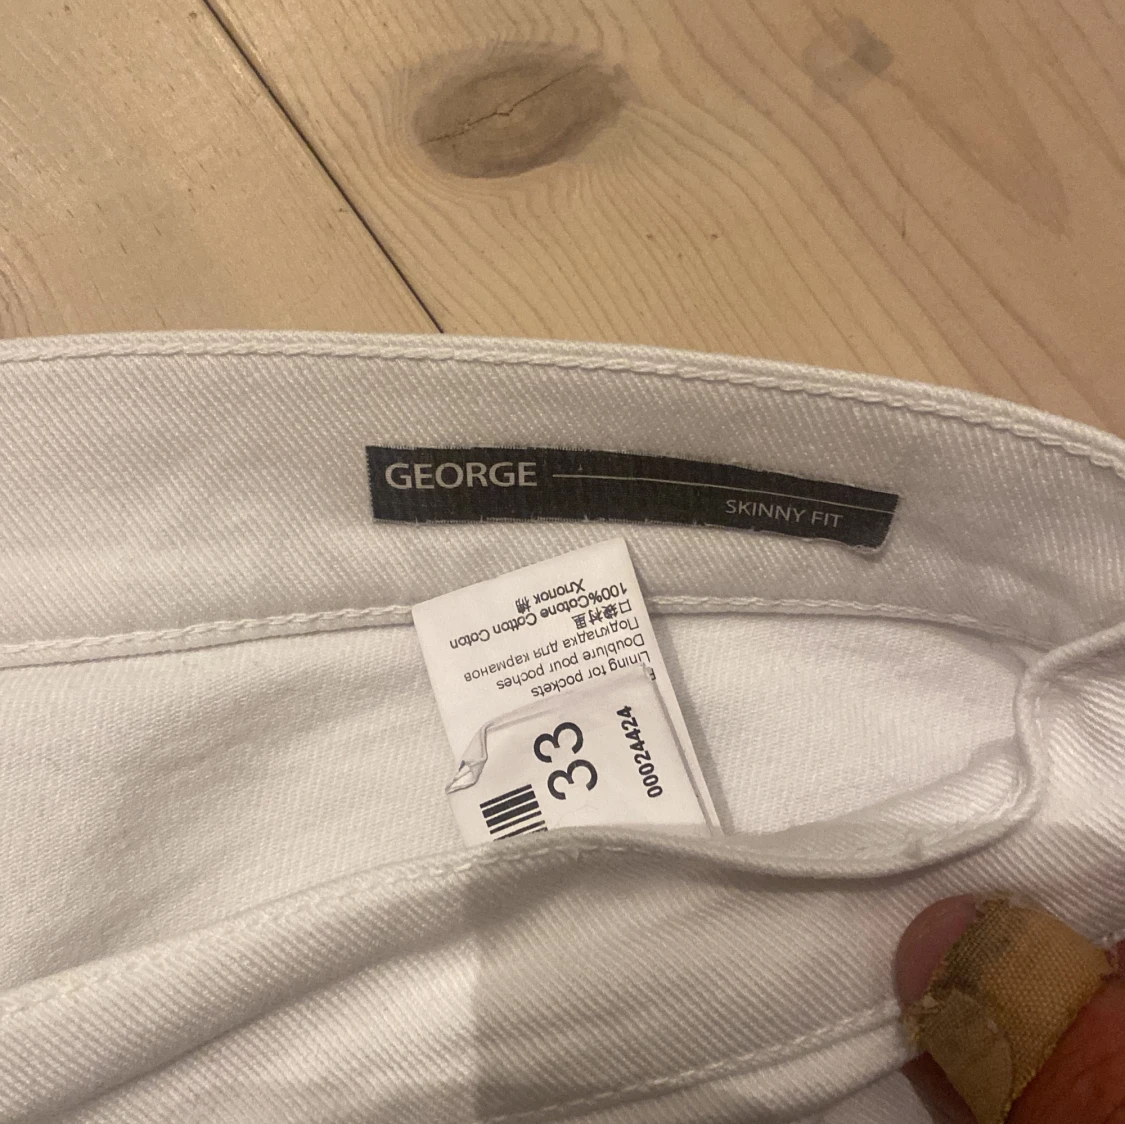 GEORGE
SKINNY FIT
Lining for pockets
Doublure pour poches
Подкладка для карманов
口袋村里
100%Cotone Cotton Coton
Хлопок 棉
33
00024424